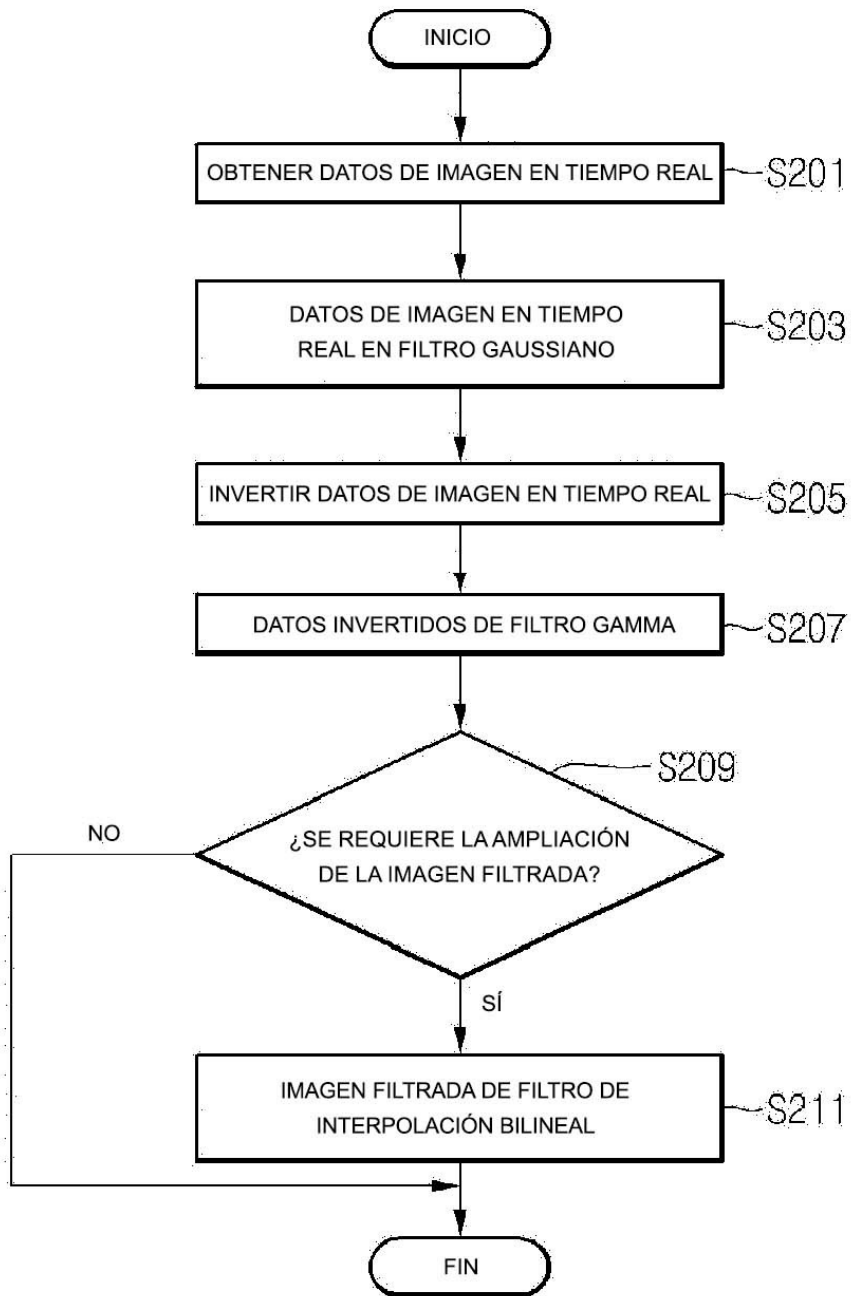 INICIO
OBTENER DATOS DE IMAGEN EN TIEMPO REAL
S201
DATOS DE IMAGEN EN TIEMPO
REAL EN FILTRO GAUSSIANO
S203
INVERTIR DATOS DE IMAGEN EN TIEMPO REAL
S205
DATOS INVERTIDOS DE FILTRO GAMMA
S207
S209
NO
¿SE REQUIERE LA AMPLIACIÓN
DE LA IMAGEN FILTRADA?
SÍ
IMAGEN FILTRADA DE FILTRO DE
INTERPOLACIÓN BILINEAL
S211
FIN